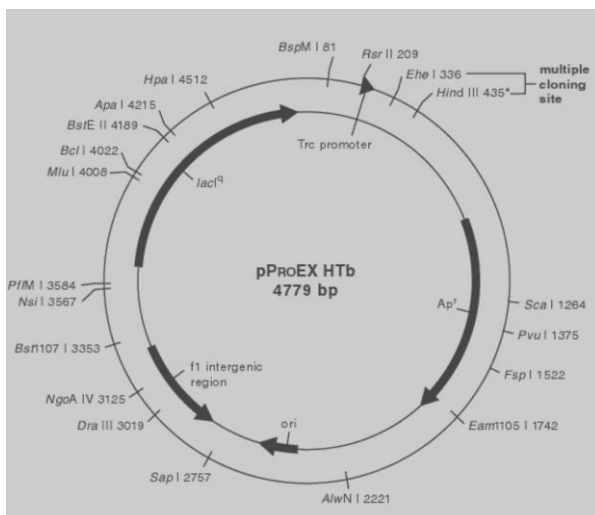 BspM I 81
Rsr II 209
Ehe I 336
Hind III 435*
multiple
cloning
site
Hpa I 4512
Apa I 4215
BstE II 4189
Bcl I 4022
Mlu I 4008
Trc promoter
lacIq
pPROEX HTb
4779 bp
Apr
PflM I 3584
Nsi I 3567
Sca I 1264
Pvu I 1375
Fsp I 1522
Bst1107 I 3353
f1 intergenic
region
NgoA IV 3125
Dra III 3019
ori
Eam1105 I 1742
Sap I 2757
AlwN I 2221